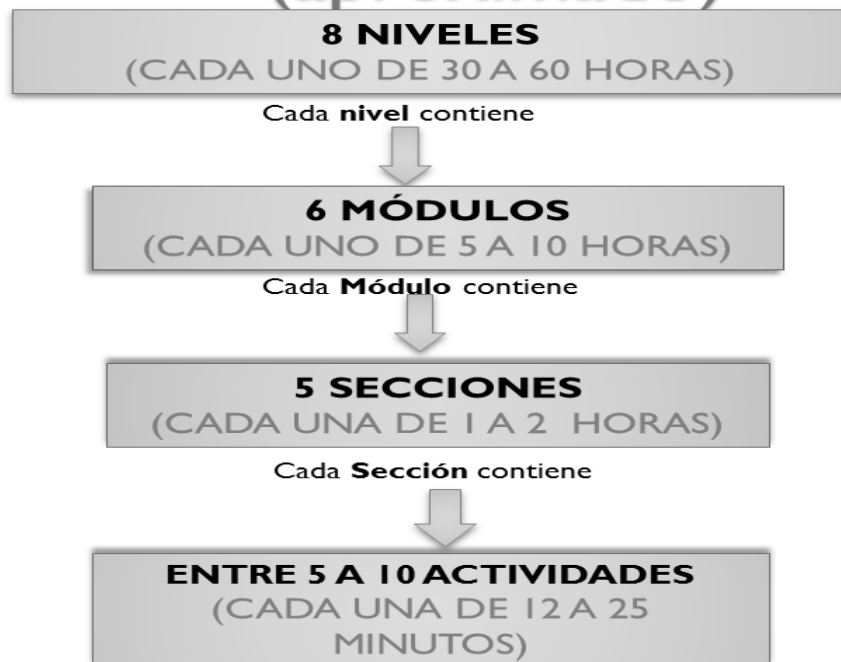 (aproximado)
8 NIVELES
(CADA UNO DE 30 A 60 HORAS)
Cada nivel contiene
6 MÓDULOS
(CADA UNO DE 5 A 10 HORAS)
Cada Módulo contiene
5 SECCIONES
(CADA UNA DE 1 A 2 HORAS)
Cada Sección contiene
ENTRE 5 A 10 ACTIVIDADES
(CADA UNA DE 12 A 25
MINUTOS)